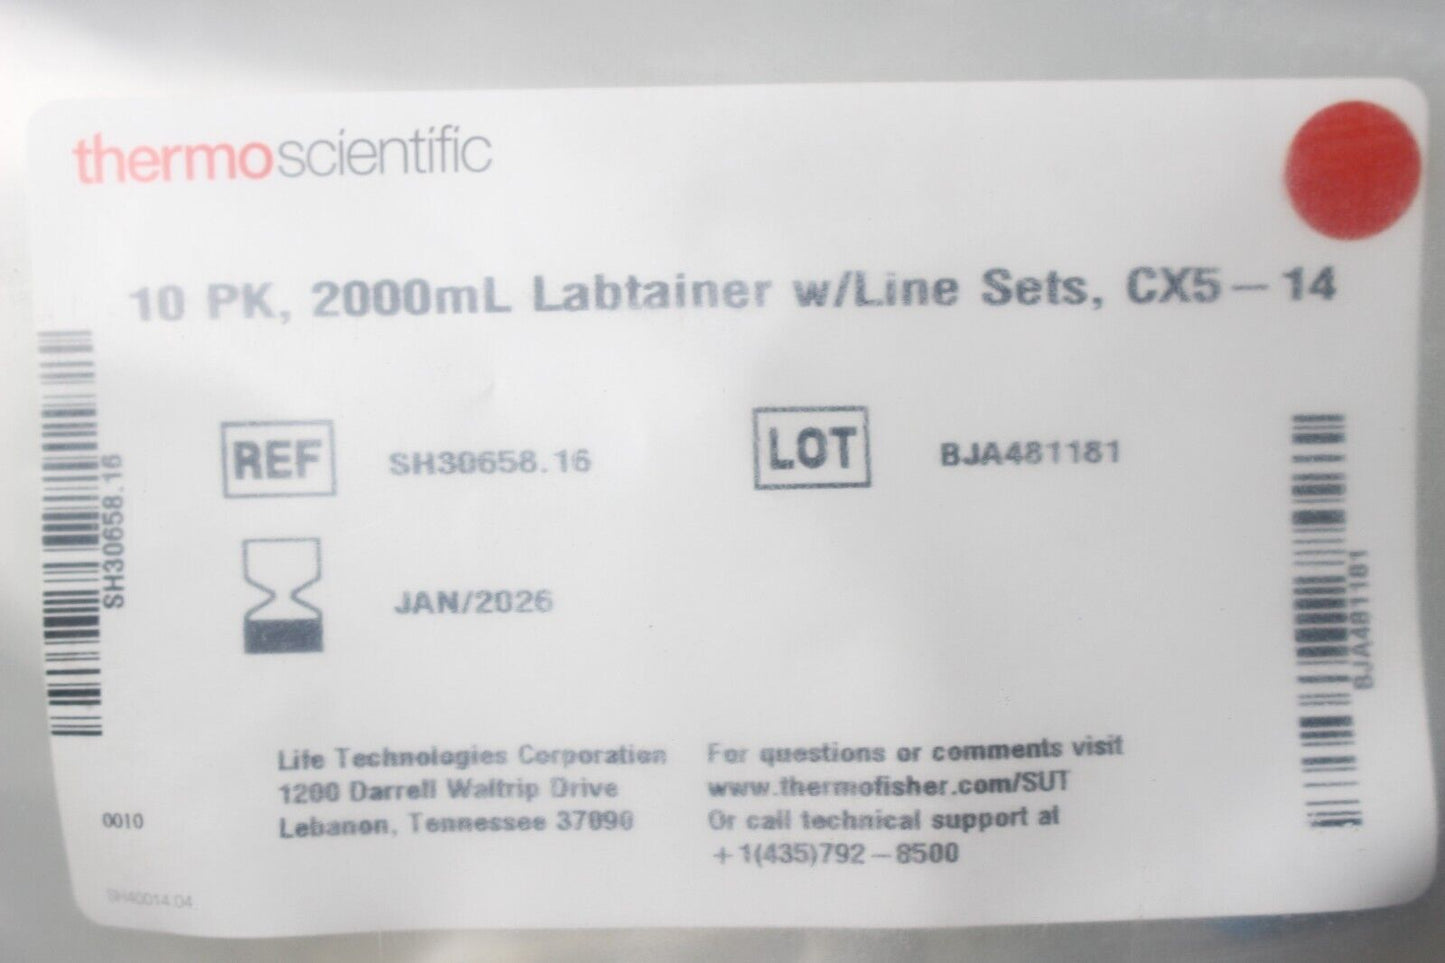 thermoscientific
10 PK, 2000mL Labtainer w/Line Sets, CX5-14
REF SH30658.16 LOT BJA481181
JAN/2026
SH30658.16
BJA481181
Life Technologies Corporation
1200 Darrell Waltrip Drive
Lebanon, Tennessee 37090
For questions or comments visit
www.thermofisher.com/SUT
Or call technical support at
+1(435)792-8500
0010
SH40014.04